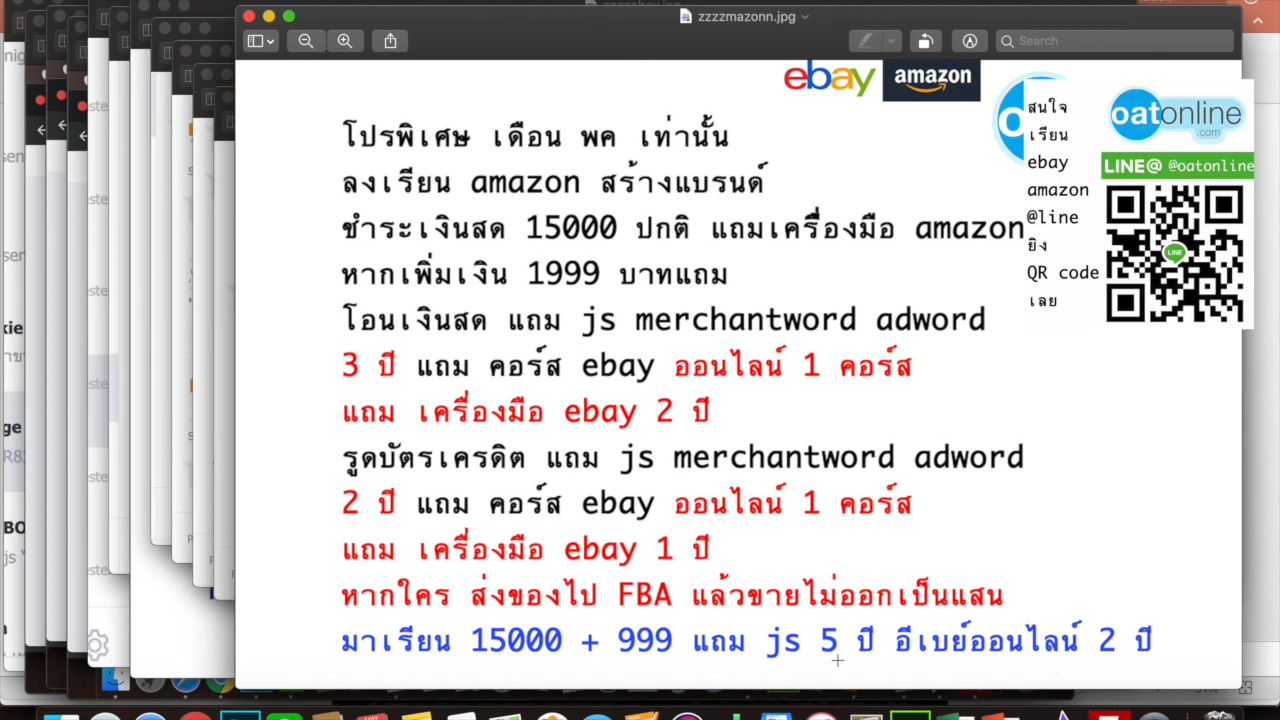 zzzzmazonn.jpg
Search
ebay amazon
โปรพิเศษ เดือน พค เท่านั้น
ลงเรียน amazon สร้างแบรนด์
ชำระเงินสด 15000 ปกติ แถมเครื่องมือ amazon
หากเพิ่มเงิน 1999 บาทแถม
โอนเงินสด แถม js merchantword adword
3 ปี แถม คอร์ส ebay ออนไลน์ 1 คอร์ส
แถม เครื่องมือ ebay 2 ปี
รูดบัตรเครดิต แถม js merchantword adword
2 ปี แถม คอร์ส ebay ออนไลน์ 1 คอร์ส
แถม เครื่องมือ ebay 1 ปี
หากใคร ส่งของไป FBA แล้วขายไม่ออกเป็นแสน
มาเรียน 15000 + 999 แถม js 5 ปี อีเบย์ออนไลน์ 2 ปี
สนใจ
เรียน
ebay
amazon
@line
ยิง
QR code
เลย
oatonline
.com
LINE@ @oatonline
LINE